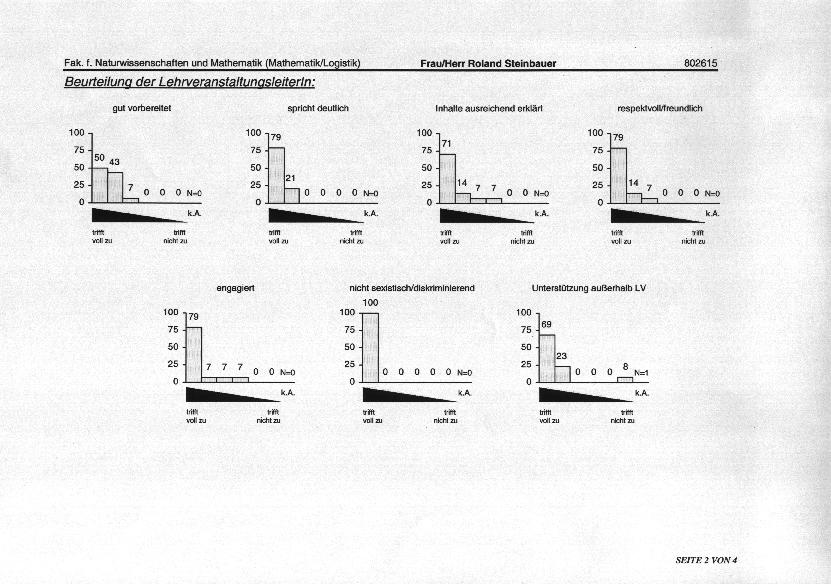 Fak. f. Naturwissenschaften und Mathematik (Mathematik/Logistik) Frau/Herr Roland Steinbauer 802615
Beurteilung der LehrveranstaltungsleiterIn:
gut vorbereitet spricht deutlich Inhalte ausreichend erklärt respektvoll/freundlich
100 100 100 100
79 71 79
75 75 75 75
50 43
50 50 50 50
25 21 25 14 7 7 25 14 7
25 7 0 0 0 N=0 0 0 0 0 N=0 0 0 N=0 0 0 0 N=0
0 0 0 0
k.A. k.A. k.A. k.A.
trifft trifft trifft trifft trifft trifft trifft trifft
voll zu nicht zu voll zu nicht zu voll zu nicht zu voll zu nicht zu
engagiert nicht sexistisch/diskriminierend Unterstützung außerhalb LV
100
100 79 100 100
75 75 75 69
50 50 50
25 7 7 7 0 0 N=0 25 0 0 0 0 0 N=0 25 23 0 0 0 8 N=1
0 0 0
k.A. k.A. k.A.
trifft trifft trifft trifft trifft trifft
voll zu nicht zu voll zu nicht zu voll zu nicht zu
SEITE 2 VON 4